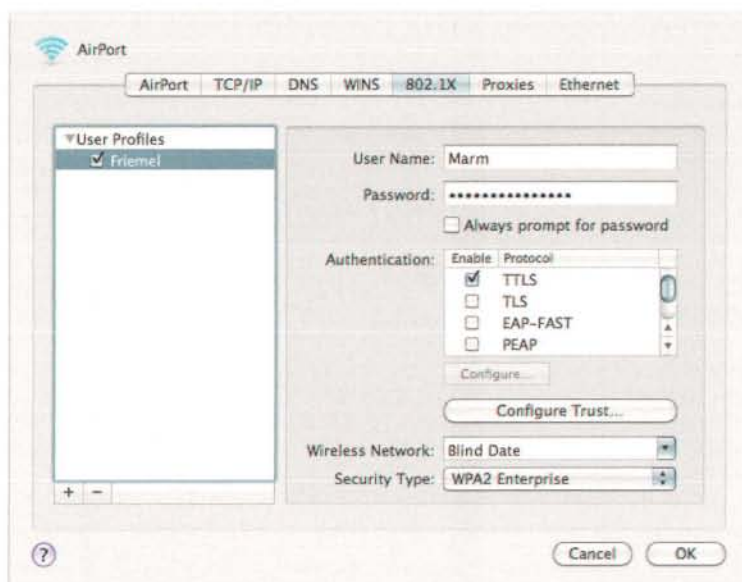 AirPort
AirPort TCP/IP DNS WINS 802.1X Proxies Ethernet
User Profiles
Friemel
User Name: Marm
Password: •••••••••••••••
Always prompt for password
Authentication: Enable Protocol
TTLS
TLS
EAP-FAST
PEAP
Configure...
Configure Trust...
Wireless Network: Blind Date
Security Type: WPA2 Enterprise
+ −
? Cancel OK